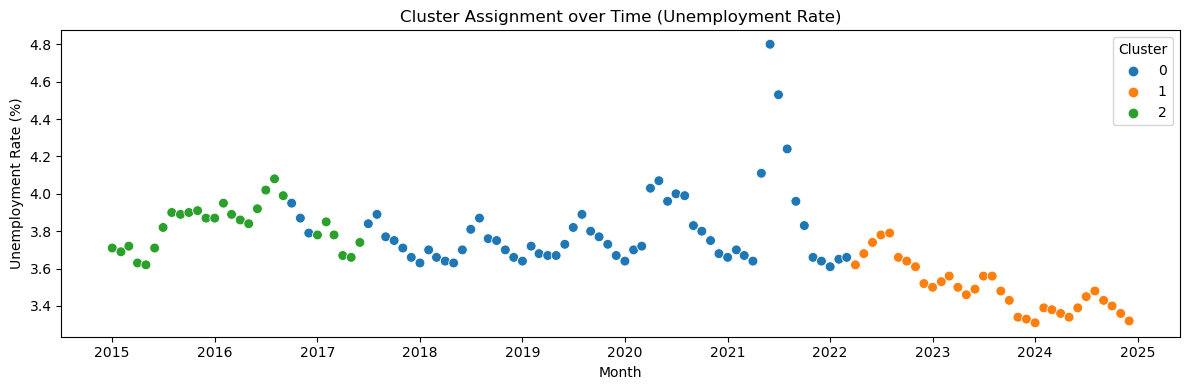 Cluster Assignment over Time (Unemployment Rate)
Unemployment Rate (%)
4.8
4.6
4.4
4.2
4.0
3.8
3.6
3.4
Cluster
0
1
2
2015 2016 2017 2018 2019 2020 2021 2022 2023 2024 2025
Month